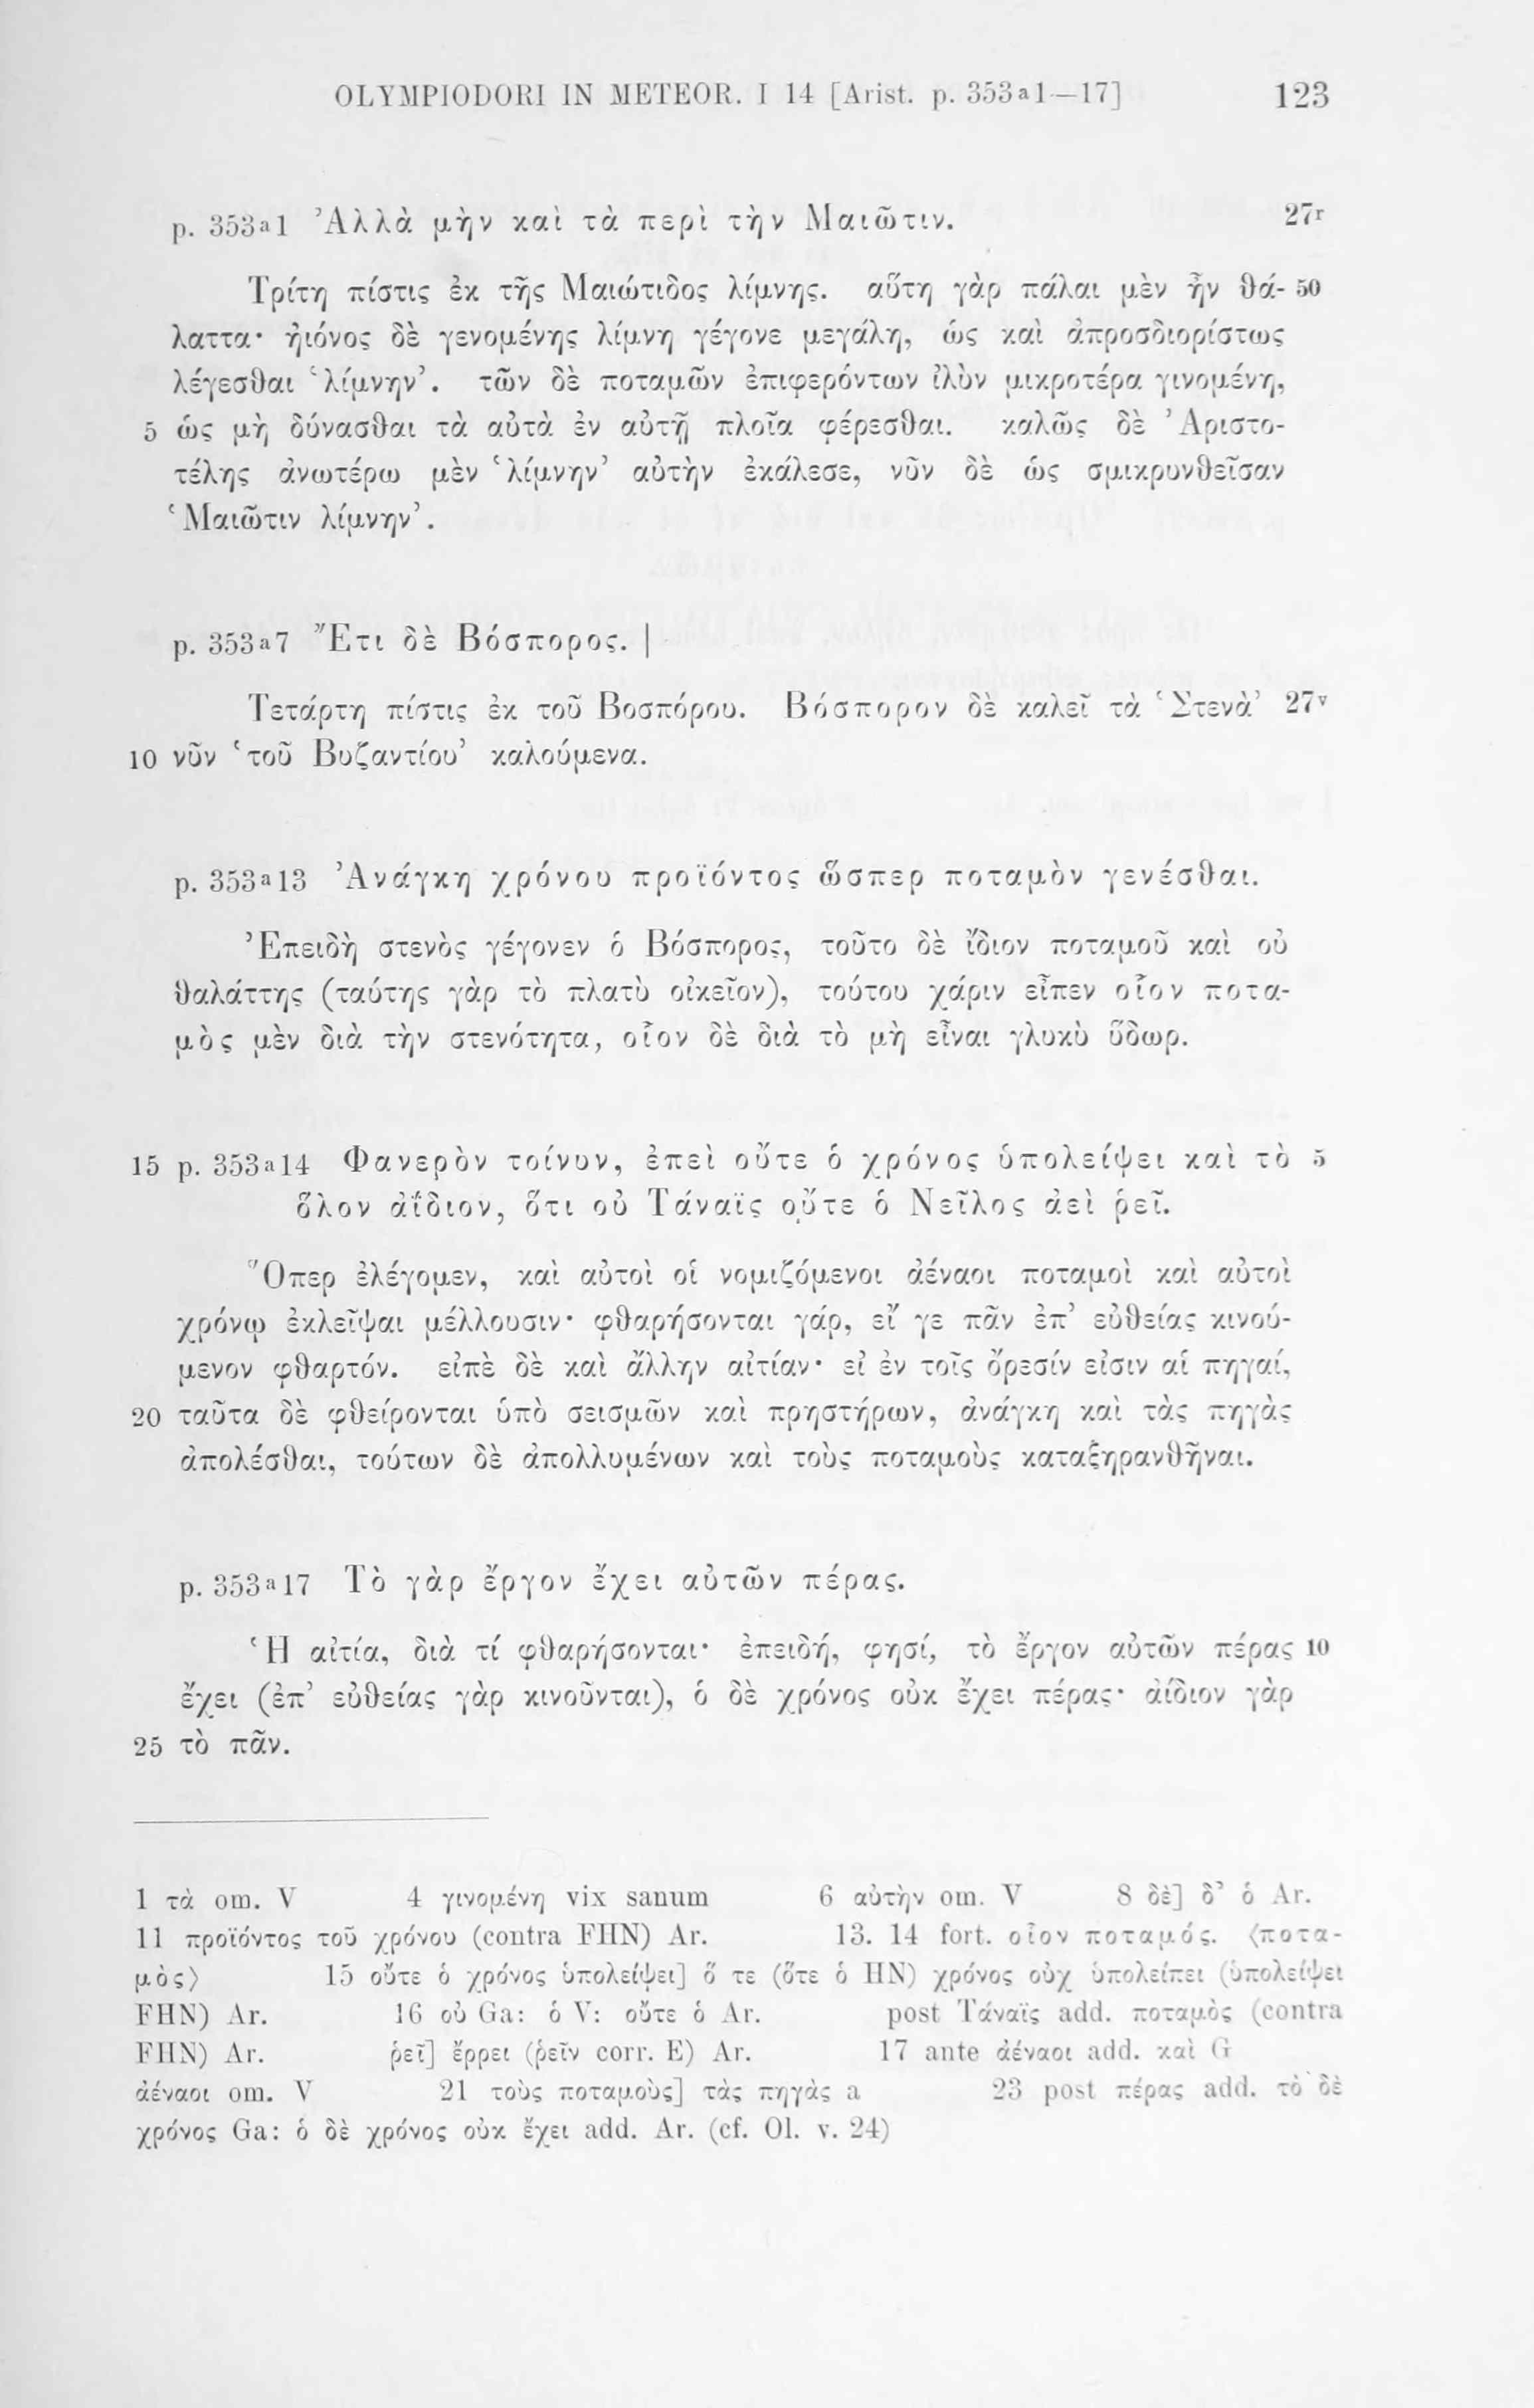 OLYMPIODORI IN METEOR. I 14 [Arist. p. 353a1—17] 123
p. 353a1 Ἀλλὰ μὴν καὶ τὰ περὶ τὴν Μαιῶτιν. 27r
Τρίτη πίστις ἐκ τῆς Μαιώτιδος λίμνης. αὕτη γὰρ πάλαι μὲν ἦν θά- 50
λαττα· ἠιόνος δὲ γενομένης λίμνη γέγονε μεγάλη, ὡς καὶ ἀπροσδιορίστως
λέγεσθαι ‘λίμνην’. τῶν δὲ ποταμῶν ἐπιφερόντων ἰλὺν μικροτέρα γινομένη,
5 ὡς μὴ δύνασθαι τὰ αὐτὰ ἐν αὐτῇ πλοῖα φέρεσθαι. καλῶς δὲ Ἀριστο-
τέλης ἀνωτέρω μὲν ‘λίμνην’ αὐτὴν ἐκάλεσε, νῦν δὲ ὡς σμικρυνθεῖσαν
‘Μαιῶτιν λίμνην’.
p. 353a7 Ἔτι δὲ Βόσπορος. |
Τετάρτη πίστις ἐκ τοῦ Βοσπόρου. Βόσπορον δὲ καλεῖ τὰ ‘Στενὰ’ 27v
10 νῦν ‘τοῦ Βυζαντίου’ καλούμενα.
p. 353a13 Ἀνάγκη χρόνου προϊόντος ὥσπερ ποταμὸν γενέσθαι.
Ἐπειδὴ στενὸς γέγονεν ὁ Βόσπορος, τοῦτο δὲ ἴδιον ποταμοῦ καὶ οὐ
θαλάττης (ταύτης γὰρ τὸ πλατὺ οἰκεῖον), τούτου χάριν εἶπεν οἷον ποτα-
μὸς μὲν διὰ τὴν στενότητα, οἷον δὲ διὰ τὸ μὴ εἶναι γλυκὺ ὕδωρ.
15 p. 353a14 Φανερὸν τοίνυν, ἐπεὶ οὔτε ὁ χρόνος ὑπολείψει καὶ τὸ 5
ὅλον ἀΐδιον, ὅτι οὐ Τάναϊς οὔτε ὁ Νεῖλος ἀεὶ ῥεῖ.
Ὅπερ ἐλέγομεν, καὶ αὐτοὶ οἱ νομιζόμενοι ἀέναοι ποταμοὶ καὶ αὐτοὶ
χρόνῳ ἐκλεῖψαι μέλλουσιν· φθαρήσονται γάρ, εἴ γε πᾶν ἐπ’ εὐθείας κινού-
μενον φθαρτόν. εἰπὲ δὲ καὶ ἄλλην αἰτίαν· εἰ ἐν τοῖς ὄρεσίν εἰσιν αἱ πηγαί,
20 ταῦτα δὲ φθείρονται ὑπὸ σεισμῶν καὶ πρηστήρων, ἀνάγκη καὶ τὰς πηγὰς
ἀπολέσθαι, τούτων δὲ ἀπολλυμένων καὶ τοὺς ποταμοὺς καταξηρανθῆναι.
p. 353a17 Τὸ γὰρ ἔργον ἔχει αὐτῶν πέρας.
Ἡ αἰτία, διὰ τί φθαρήσονται· ἐπειδή, φησί, τὸ ἔργον αὐτῶν πέρας 10
ἔχει (ἐπ’ εὐθείας γὰρ κινοῦνται), ὁ δὲ χρόνος οὐκ ἔχει πέρας· ἀίδιον γὰρ
25 τὸ πᾶν.
1 τὰ om. V 4 γινομένη vix sanum 6 αὐτὴν om. V 8 δὲ] δ’ ὁ Ar.
11 προϊόντος τοῦ χρόνου (contra FHN) Ar. 13. 14 fort. οἷον ποταμός. ⟨ποτα-
μὸς⟩ 15 οὔτε ὁ χρόνος ὑπολείψει] ὅ τε (ὅτε ὁ HN) χρόνος οὐχ ὑπολείπει (ὑπολείψει
FHN) Ar. 16 οὐ Ga: ὁ V: οὔτε ὁ Ar. post Τάναϊς add. ποταμὸς (contra
FHN) Ar. ῥεῖ] ἔρρει (ῥεῖν corr. E) Ar. 17 ante ἀέναοι add. καὶ G
ἀέναοι om. V 21 τοὺς ποταμοὺς] τὰς πηγὰς a 23 post πέρας add. τὸ δὲ
χρόνος Ga: ὁ δὲ χρόνος οὐκ ἔχει add. Ar. (cf. Ol. v. 24)